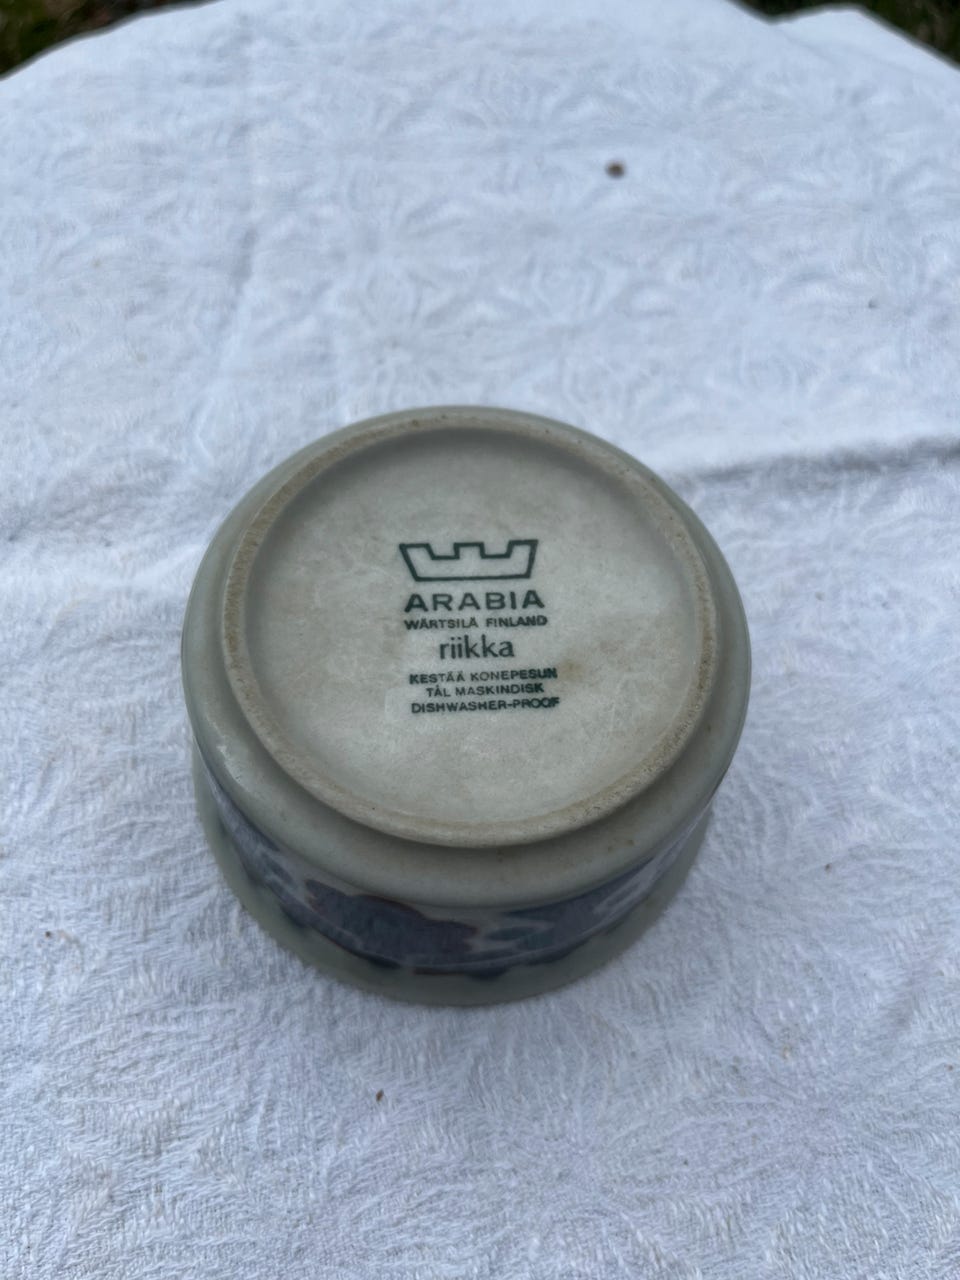 ARABIA
WÄRTSILÄ FINLAND
riikka
KESTÄÄ KONEPESUN
TÅL MASKINDISK
DISHWASHER-PROOF